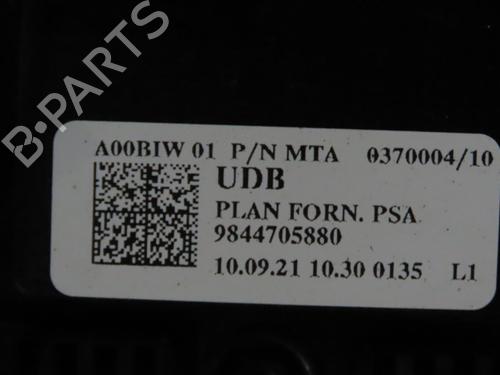 B-PARTS
A00BIW 01 P/N MTA 0370004/10
UDB
PLAN FORN. PSA
9844705880
10.09.21 10.30 0135 L1